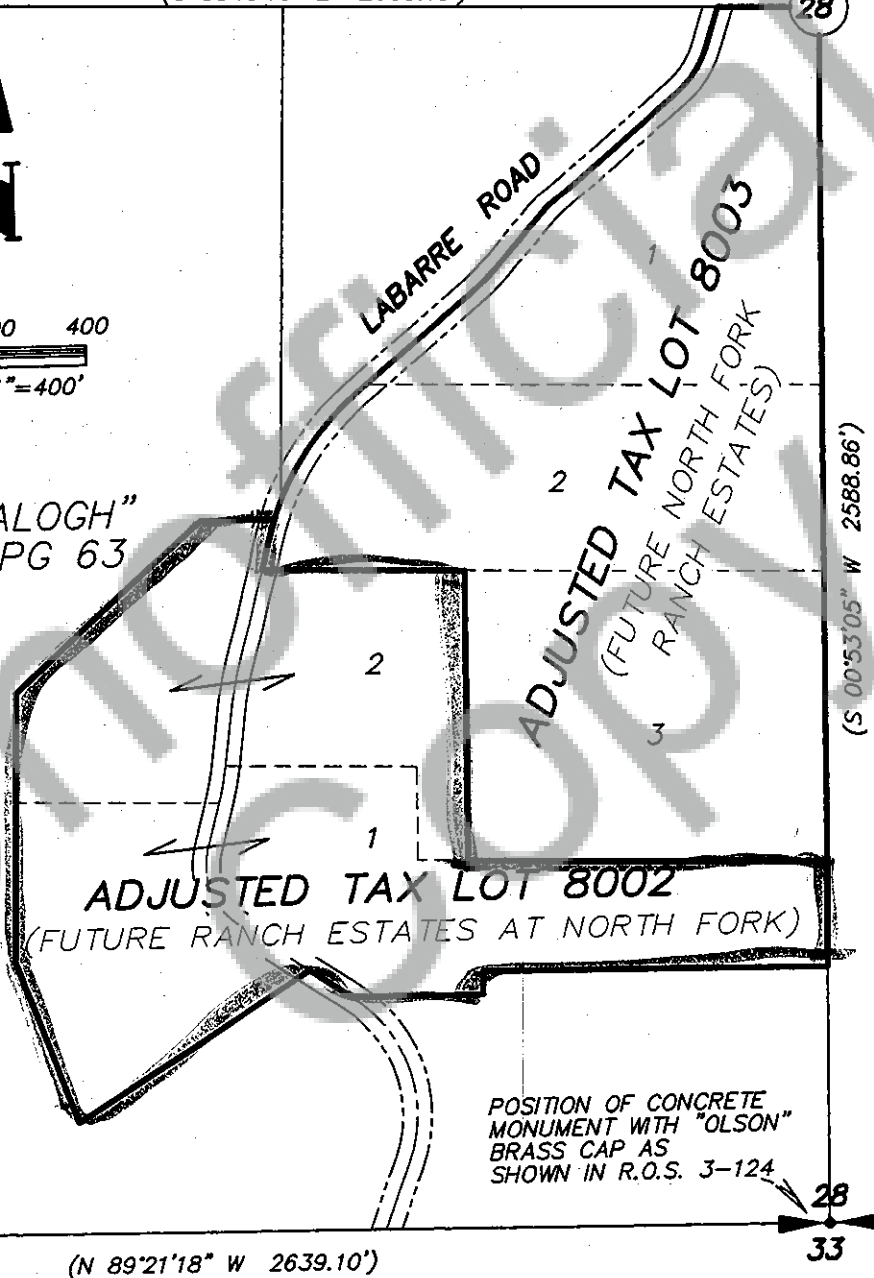 28
LABARRE ROAD
1
ADJUSTED TAX LOT 8003
(FUTURE NORTH FORK
RANCH ESTATES)
400
"=400'
2
ALOGH"
PG 63
(S 00°53'05" W 2588.86')
2
3
1
ADJUSTED TAX LOT 8002
(FUTURE RANCH ESTATES AT NORTH FORK)
POSITION OF CONCRETE
MONUMENT WITH "OLSON"
BRASS CAP AS
SHOWN IN R.O.S. 3-124
28
33
(N 89°21'18" W 2639.10')
Unofficial
Copy